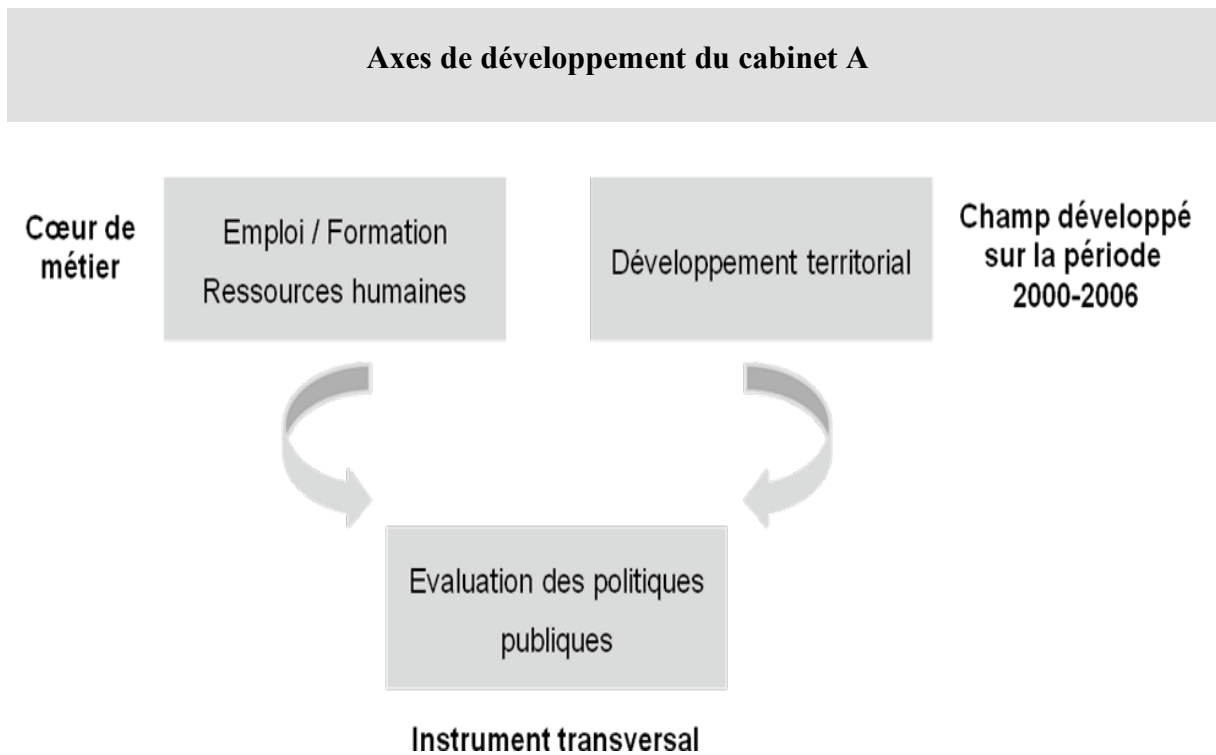 Axes de développement du cabinet A
Cœur de
métier
Emploi / Formation
Ressources humaines
Développement territorial
Champ développé
sur la période
2000-2006
Evaluation des politiques
publiques
Instrument transversal